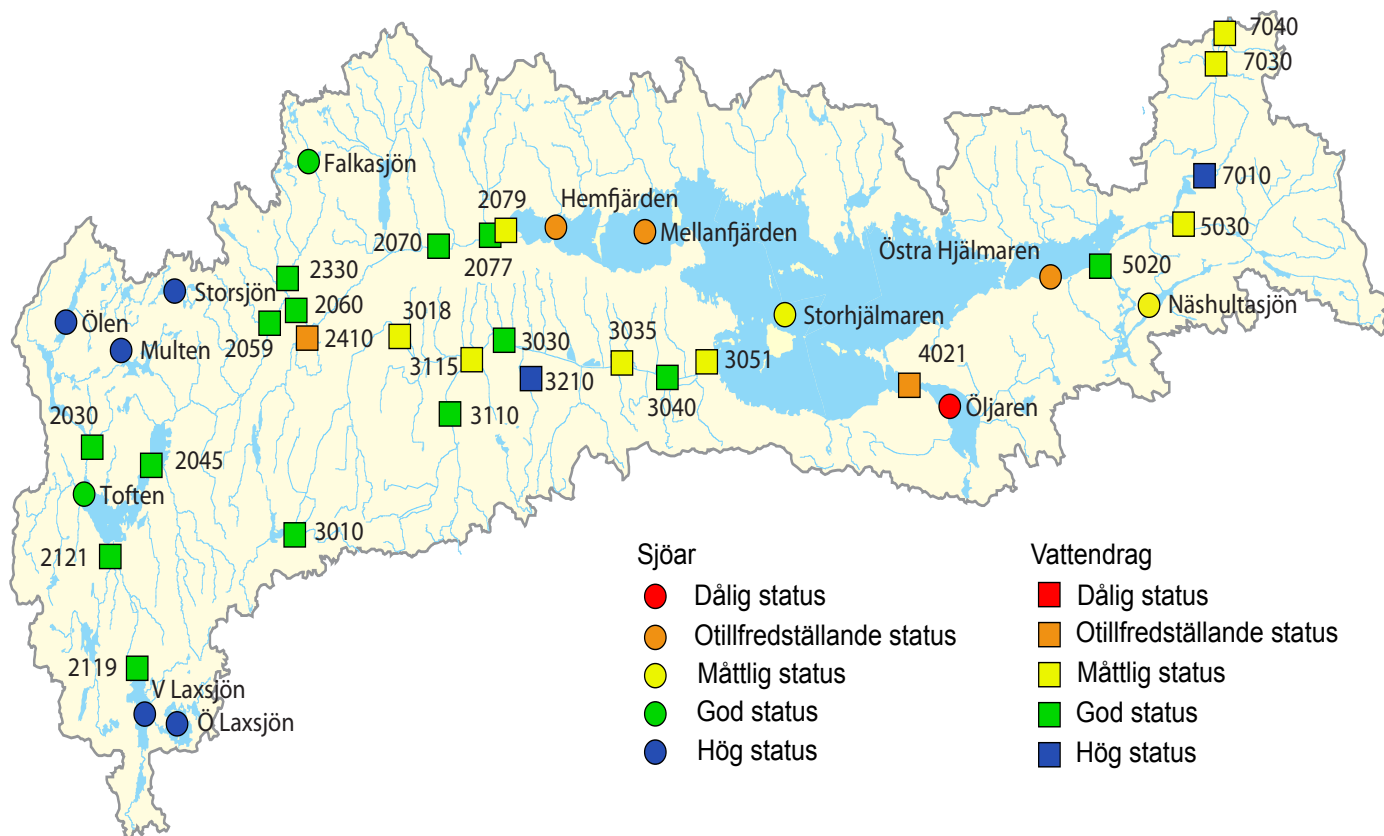 7040
7030
Falkasjön
7010
Hemfjärden
2079
5030
Mellanfjärden
2070
2077
Östra Hjälmaren
5020
2330
Storsjön
2060
Näshultasjön
Ölen
2059
2410
3018
Storhjälmaren
Multen
3030
3035
3051
4021
3115
3210
3040
Öljaren
3110
2030
2045
Toften
3010
2121
2119
V Laxsjön
Ö Laxsjön
Sjöar
Dålig status
Otillfredställande status
Måttlig status
God status
Hög status
Vattendrag
Dålig status
Otillfredställande status
Måttlig status
God status
Hög status